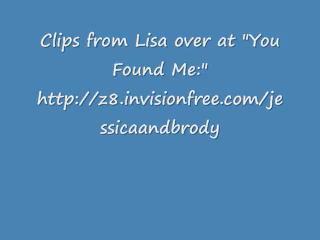 Clips from Lisa over at "You
Found Me:"
http://z8.invisionfree.com/je
ssicaandbrody